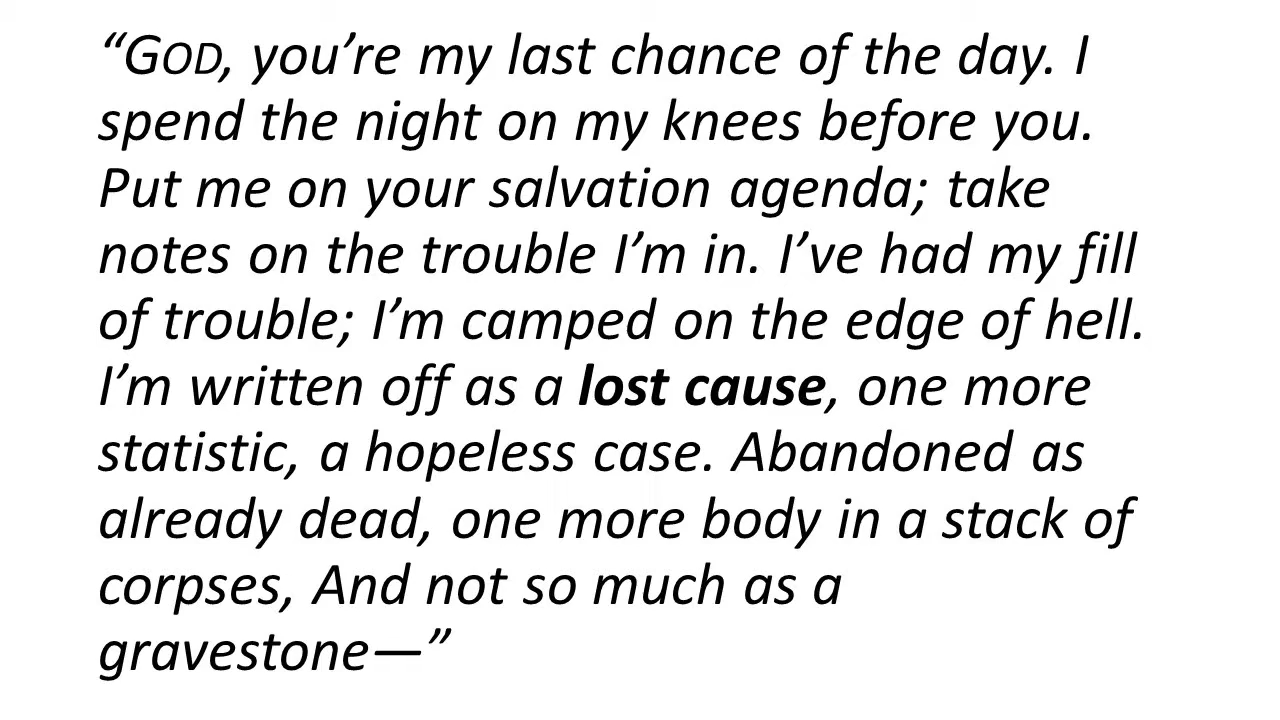 “GOD, you’re my last chance of the day. I
spend the night on my knees before you.
Put me on your salvation agenda; take
notes on the trouble I’m in. I’ve had my fill
of trouble; I’m camped on the edge of hell.
I’m written off as a lost cause, one more
statistic, a hopeless case. Abandoned as
already dead, one more body in a stack of
corpses, And not so much as a
gravestone—”